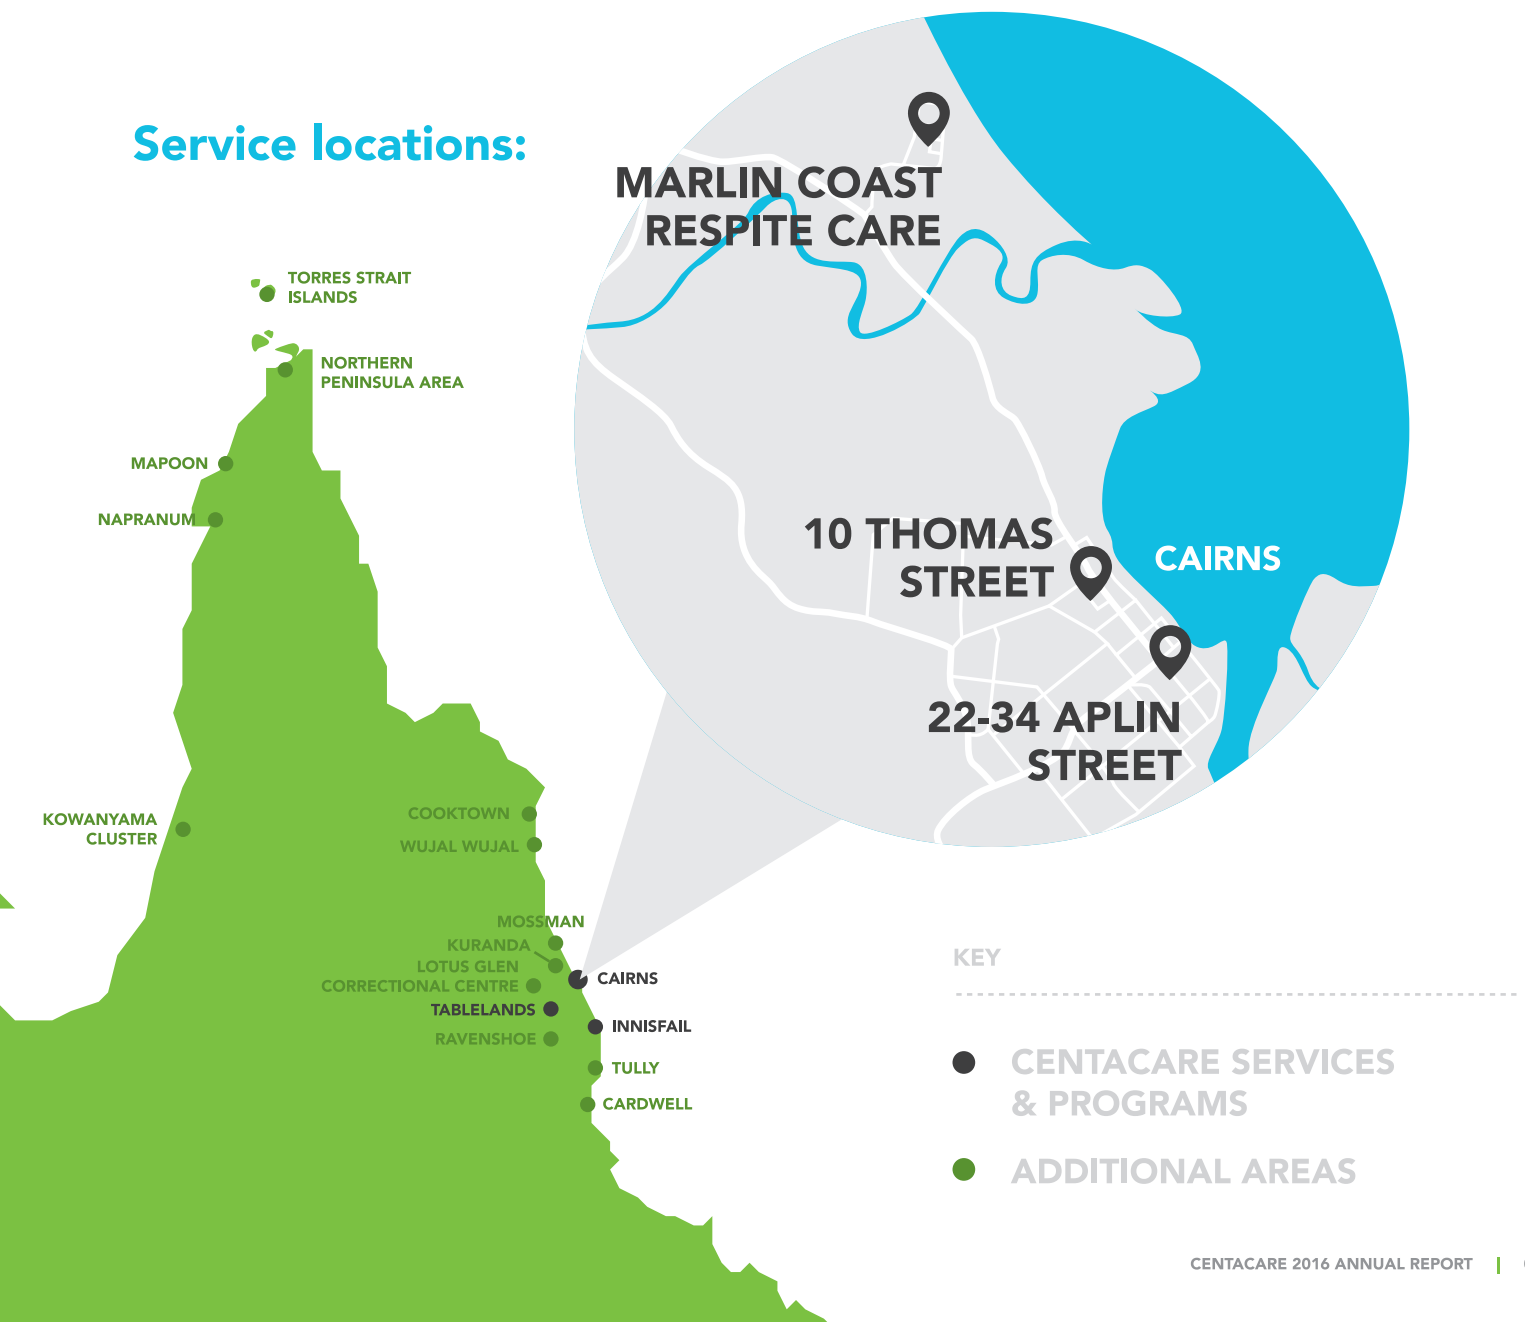 Service locations:
MARLIN COAST
RESPITE CARE
TORRES STRAIT
ISLANDS
NORTHERN
PENINSULA AREA
MAPOON
NAPRANUM
10 THOMAS
STREET
CAIRNS
22-34 APLIN
STREET
KOWANYAMA
CLUSTER
COOKTOWN
WUJAL WUJAL
MOSSMAN
KURANDA
LOTUS GLEN
CORRECTIONAL CENTRE
CAIRNS
TABLELANDS
INNISFAIL
RAVENSHOE
TULLY
CARDWELL
KEY
CENTACARE SERVICES
& PROGRAMS
ADDITIONAL AREAS
CENTACARE 2016 ANNUAL REPORT |